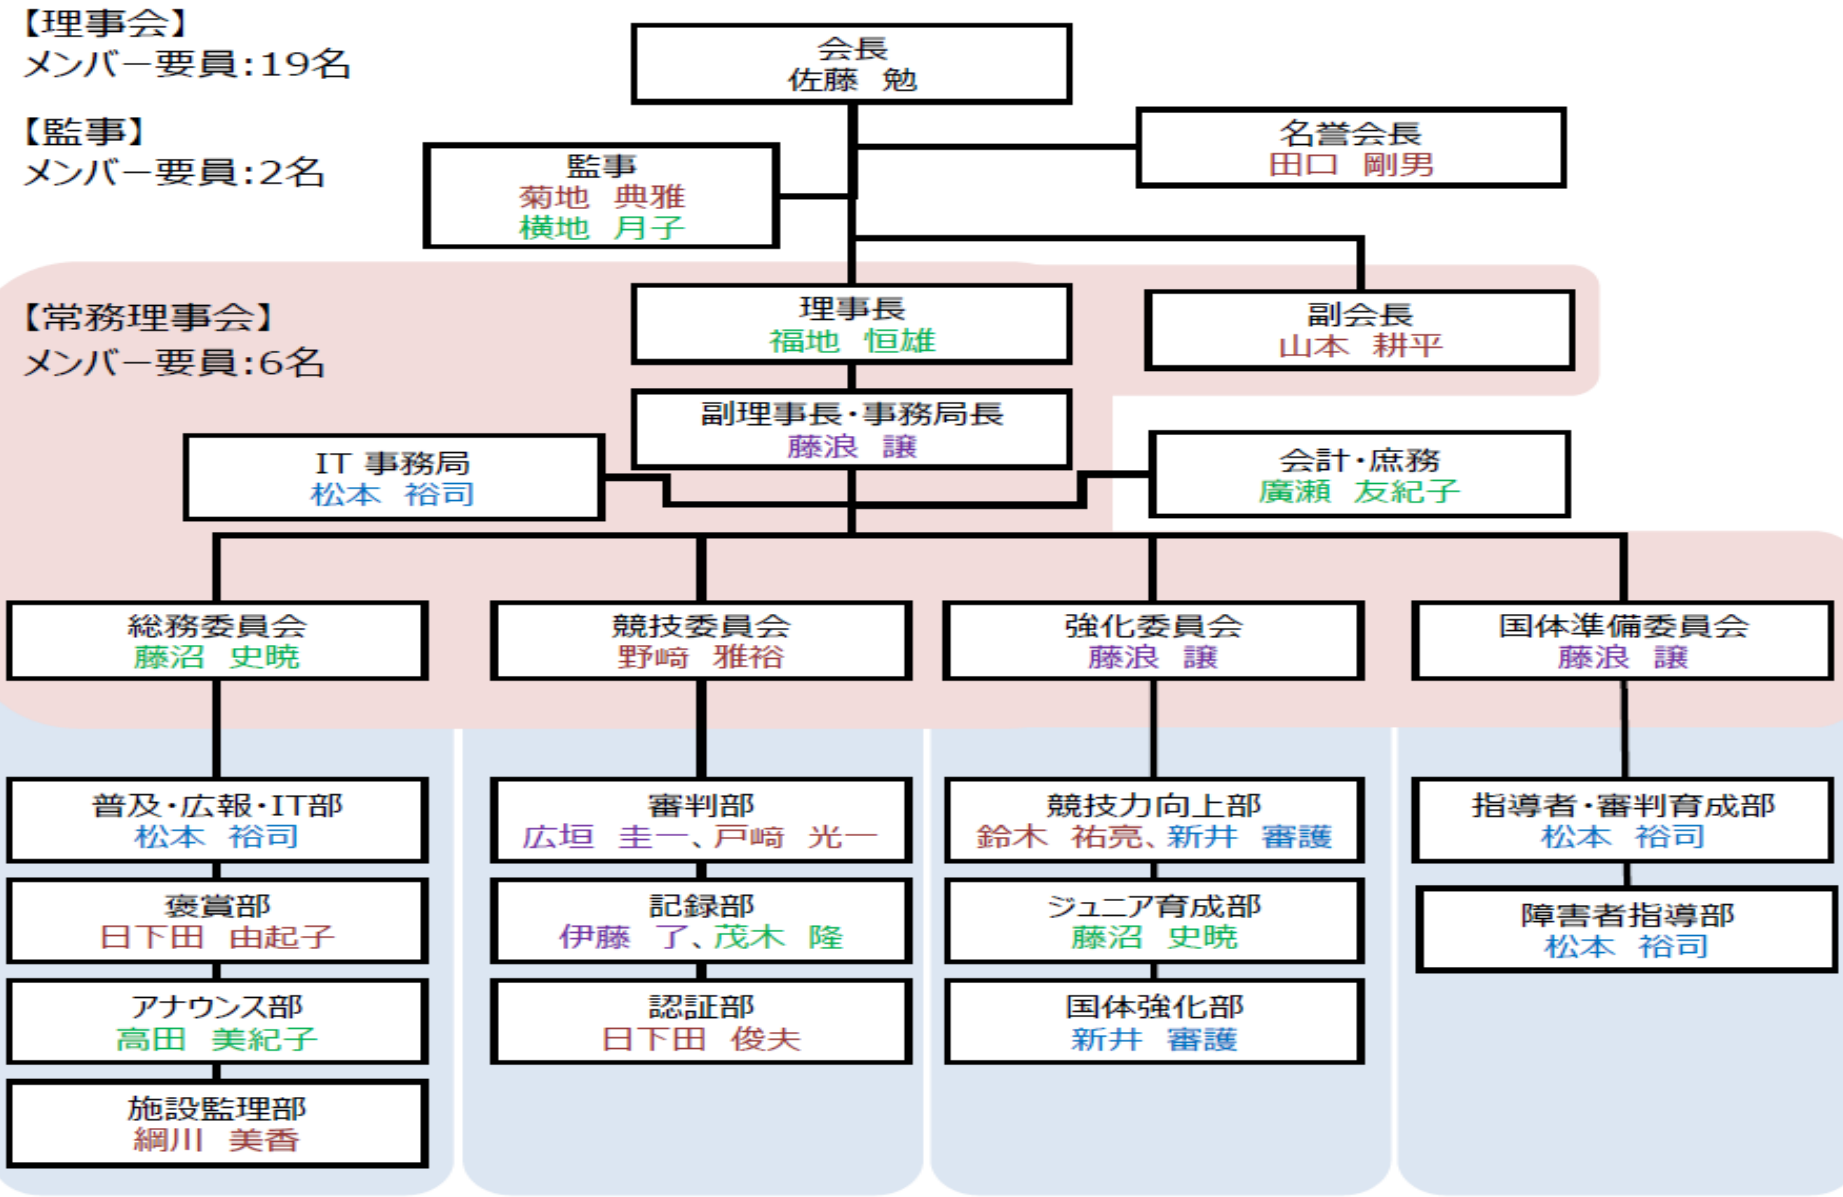 【理事会】
メンバー要員:19名
会長
佐藤　勉
【監事】
メンバー要員:2名
名誉会長
田口　剛男
監事
菊地　典雅
横地　月子
【常務理事会】
メンバー要員:6名
理事長
福地　恒雄
副会長
山本　耕平
副理事長・事務局長
藤浪　譲
IT 事務局
松本　裕司
会計・庶務
廣瀬　友紀子
総務委員会
藤沼　史暁
競技委員会
野﨑　雅裕
強化委員会
藤浪　譲
国体準備委員会
藤浪　譲
普及・広報・IT部
松本　裕司
審判部
広垣　圭一、戸﨑　光一
競技力向上部
鈴木　祐亮、新井　審護
指導者・審判育成部
松本　裕司
褒賞部
日下田　由起子
記録部
伊藤　了、茂木　隆
ジュニア育成部
藤沼　史暁
障害者指導部
松本　裕司
アナウンス部
高田　美紀子
認証部
日下田　俊夫
国体強化部
新井　審護
施設監理部
綱川　美香